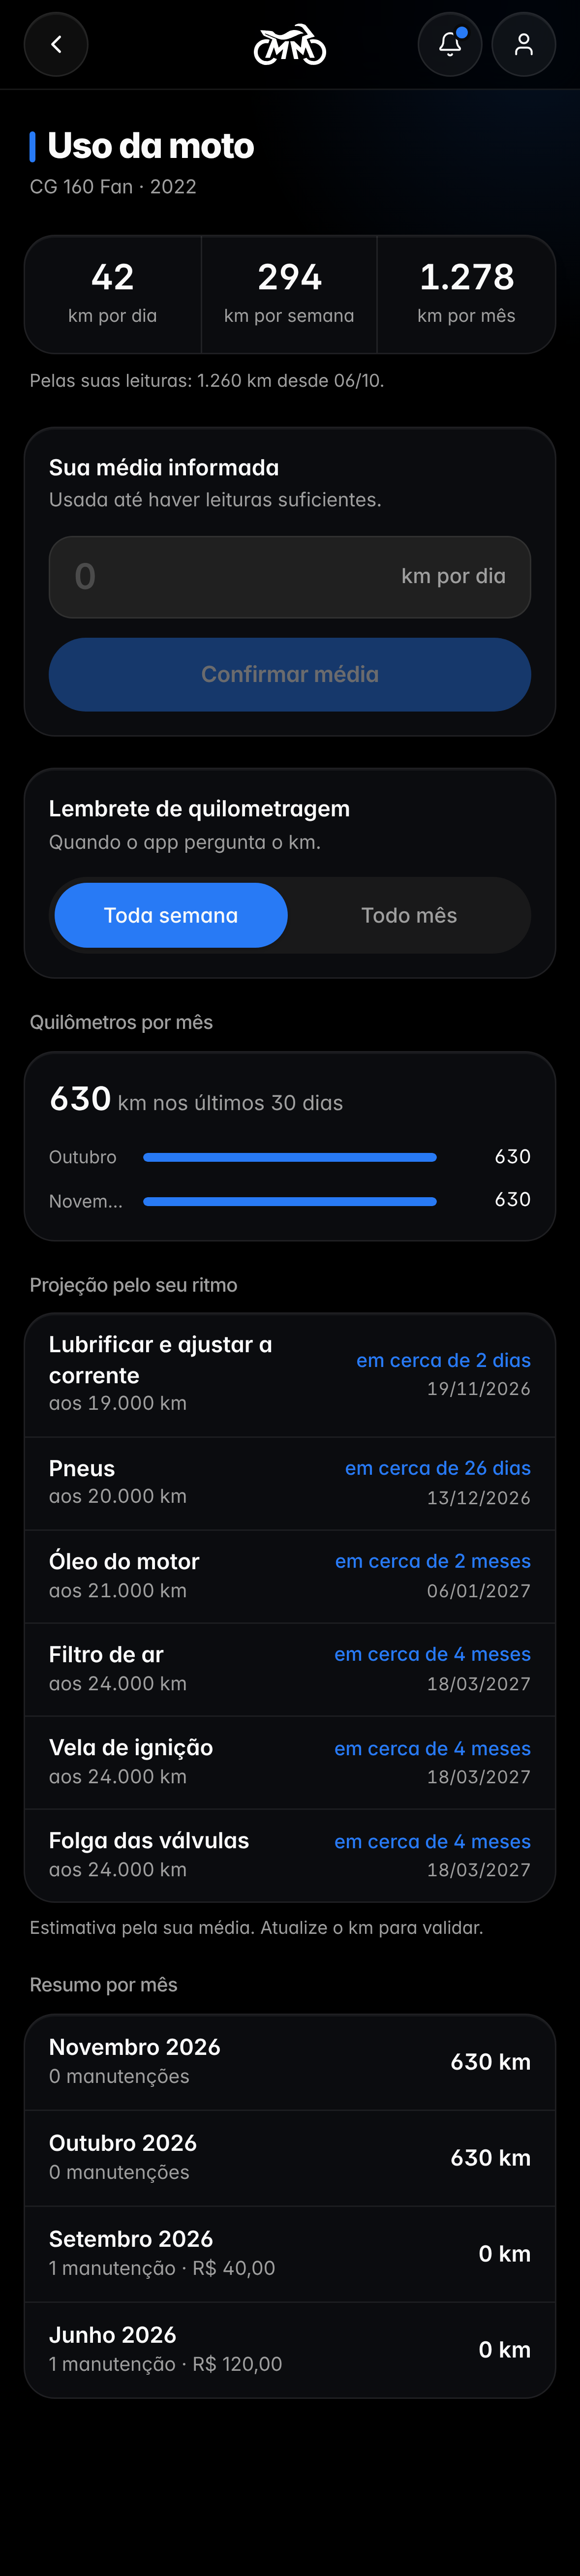 MM
Uso da moto
CG 160 Fan · 2022
42
km por dia
294
km por semana
1.278
km por mês
Pelas suas leituras: 1.260 km desde 06/10.
Sua média informada
Usada até haver leituras suficientes.
0
km por dia
Confirmar média
Lembrete de quilometragem
Quando o app pergunta o km.
Toda semana
Todo mês
Quilômetros por mês
630 km nos últimos 30 dias
Outubro 630
Novem... 630
Projeção pelo seu ritmo
Lubrificar e ajustar a
corrente
aos 19.000 km
em cerca de 2 dias
19/11/2026
Pneus
aos 20.000 km
em cerca de 26 dias
13/12/2026
Óleo do motor
aos 21.000 km
em cerca de 2 meses
06/01/2027
Filtro de ar
aos 24.000 km
em cerca de 4 meses
18/03/2027
Vela de ignição
aos 24.000 km
em cerca de 4 meses
18/03/2027
Folga das válvulas
aos 24.000 km
em cerca de 4 meses
18/03/2027
Estimativa pela sua média. Atualize o km para validar.
Resumo por mês
Novembro 2026
0 manutenções
630 km
Outubro 2026
0 manutenções
630 km
Setembro 2026
1 manutenção · R$ 40,00
0 km
Junho 2026
1 manutenção · R$ 120,00
0 km